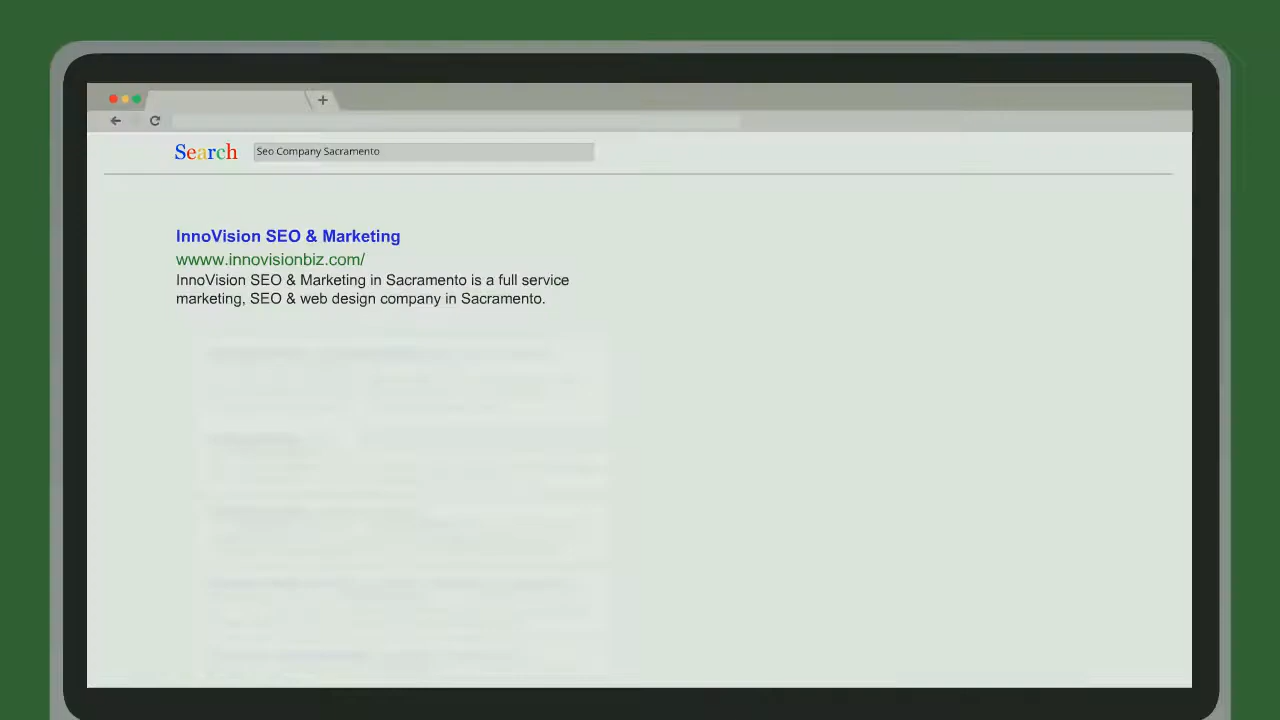 Search
Seo Company Sacramento
InnoVision SEO & Marketing
wwww.innovisionbiz.com/
InnoVision SEO & Marketing in Sacramento is a full service
marketing, SEO & web design company in Sacramento.